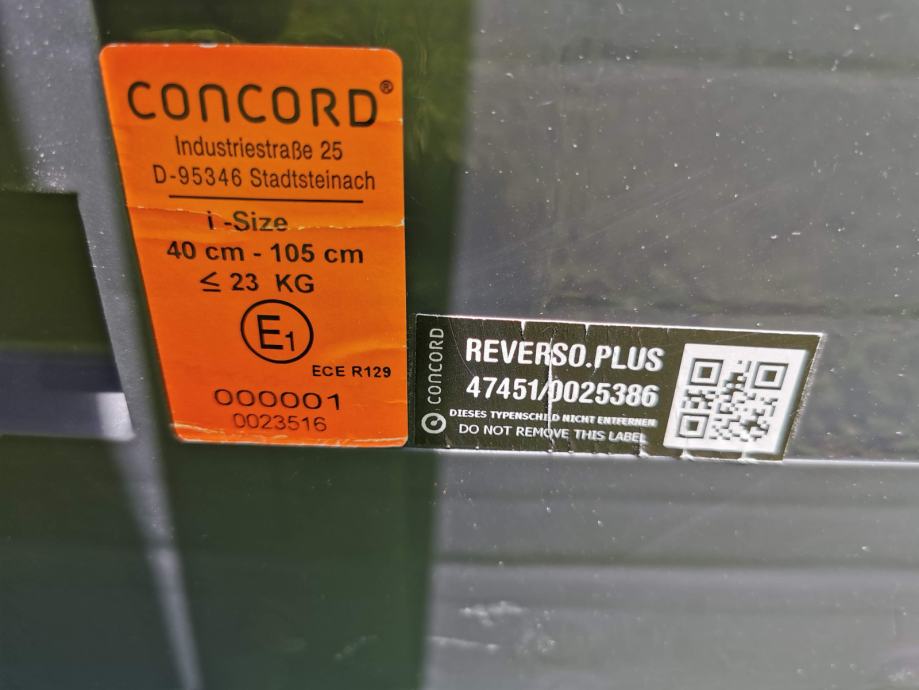 CONCORD®
Industriestraße 25
D-95346 Stadtsteinach
i -Size
40 cm - 105 cm
≤ 23 KG
E1
ECE R129
000001
0023516
CONCORD
REVERSO.PLUS
47451/0025386
DIESES TYPENSCHILD NICHT ENTFERNEN
DO NOT REMOVE THIS LABEL